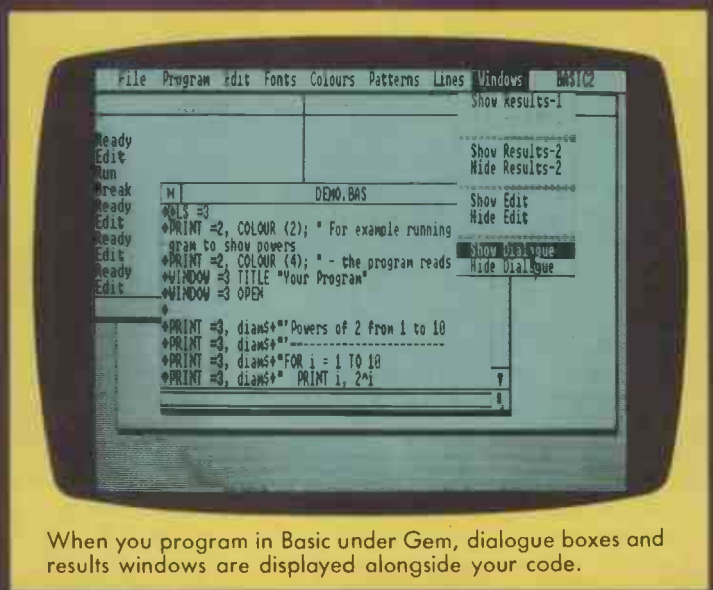 File Program Edit Fonts Colours Patterns Lines Windows BASIC2
Show Results-1
Show Results-2
Hide Results-2
Show Edit
Hide Edit
Show Dialogue
Hide Dialogue
Ready
Edit
Run
Break
Ready
Edit
Ready
Edit
Ready
Edit
DEMO.BAS
♦CLS =3
♦PRINT =2, COLOUR (2); " For example running
gram to show powers
♦PRINT =2, COLOUR (4); " - the program reads
♦WINDOW =3 TITLE "Your Program"
♦WINDOW =3 OPEN
♦
♦PRINT =3, diam$+"'Powers of 2 from 1 to 10
♦PRINT =3, diam$+"'-----------------------
♦PRINT =3, diam$+"FOR i = 1 TO 10
♦PRINT =3, diam$+"  PRINT i, 2^i
When you program in Basic under Gem, dialogue boxes and
results windows are displayed alongside your code.